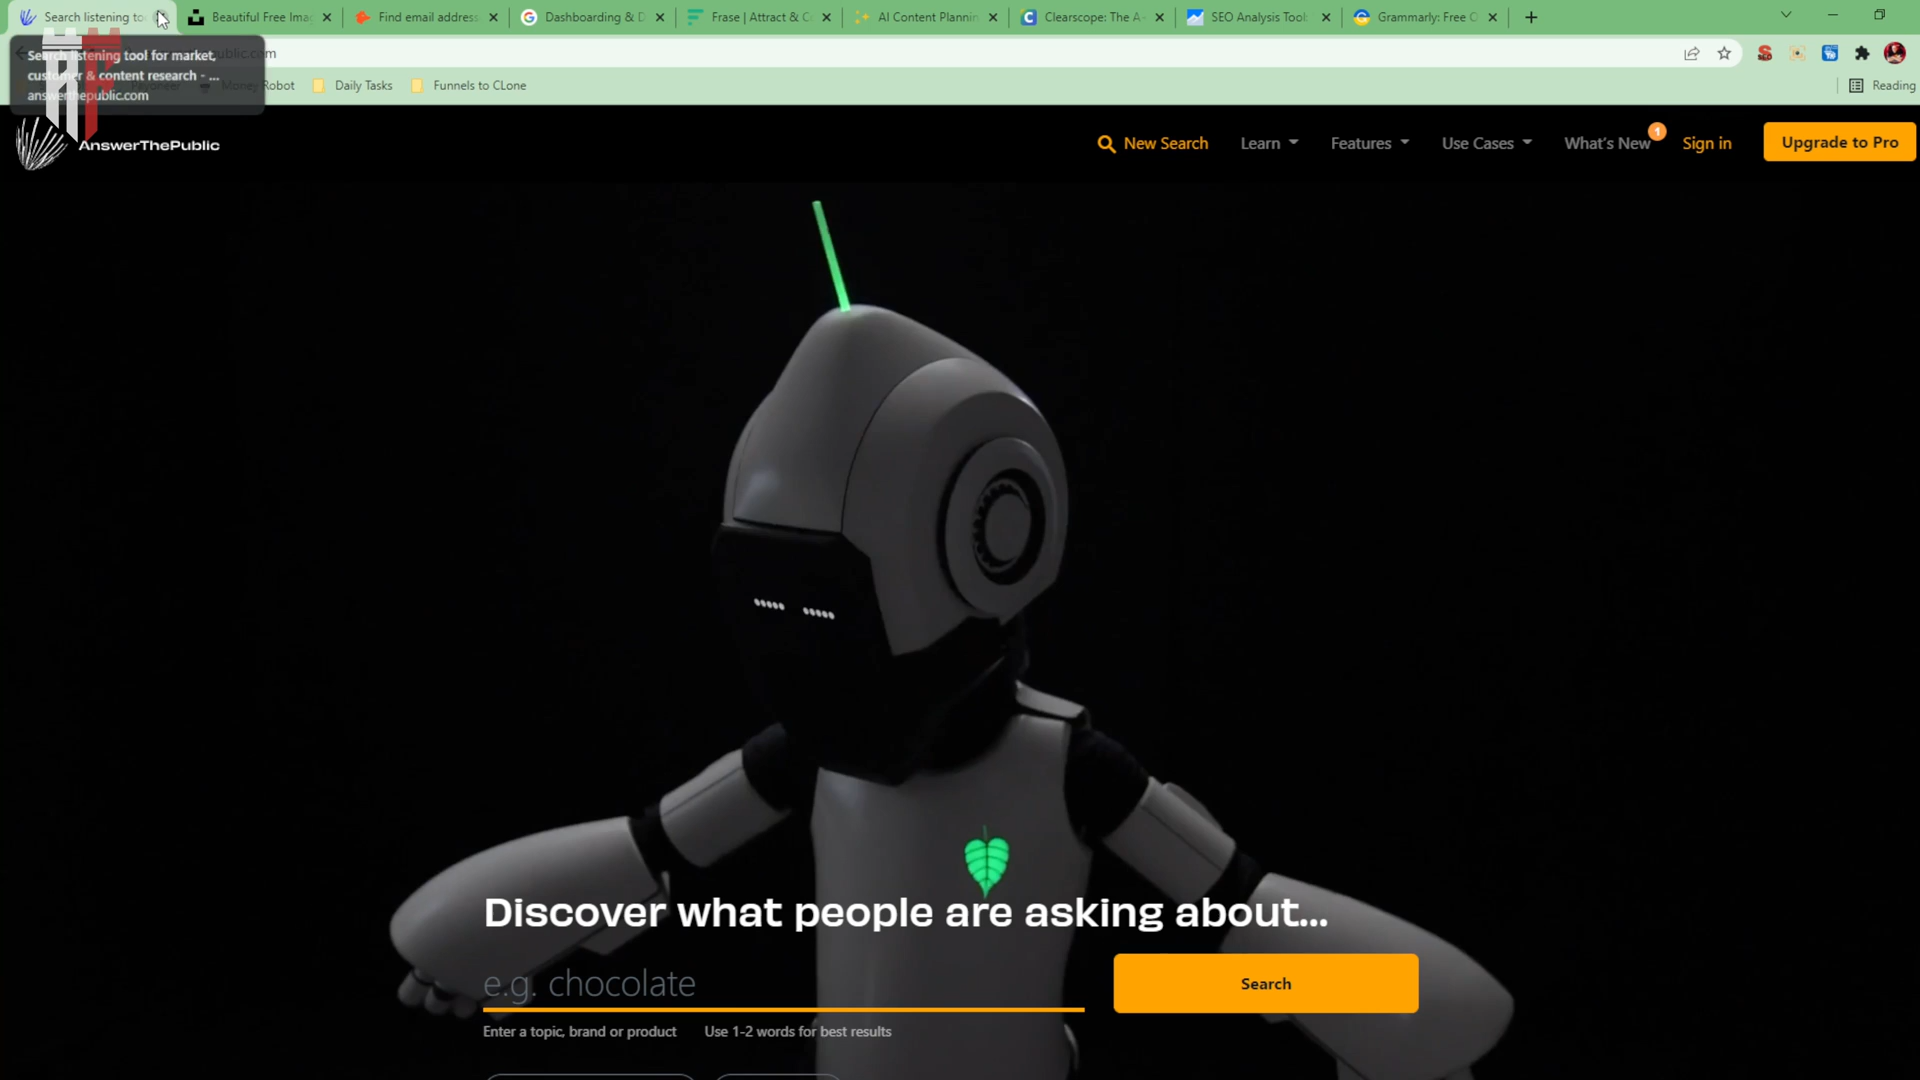 Search listening to
Beautiful Free Imag
Find email address
Dashboarding & D
Frase | Attract & C
AI Content Plannin
Clearscope: The A
SEO Analysis Tool
Grammarly: Free O
public.com
Search listening tool for market,
customer & content research - ...
answerthepublic.com
Money Robot
Daily Tasks
Funnels to CLone
Reading
AnswerThePublic
New Search
Learn
Features
Use Cases
What's New
1
Sign in
Upgrade to Pro
Discover what people are asking about...
e.g. chocolate
Search
Enter a topic, brand or product
Use 1-2 words for best results